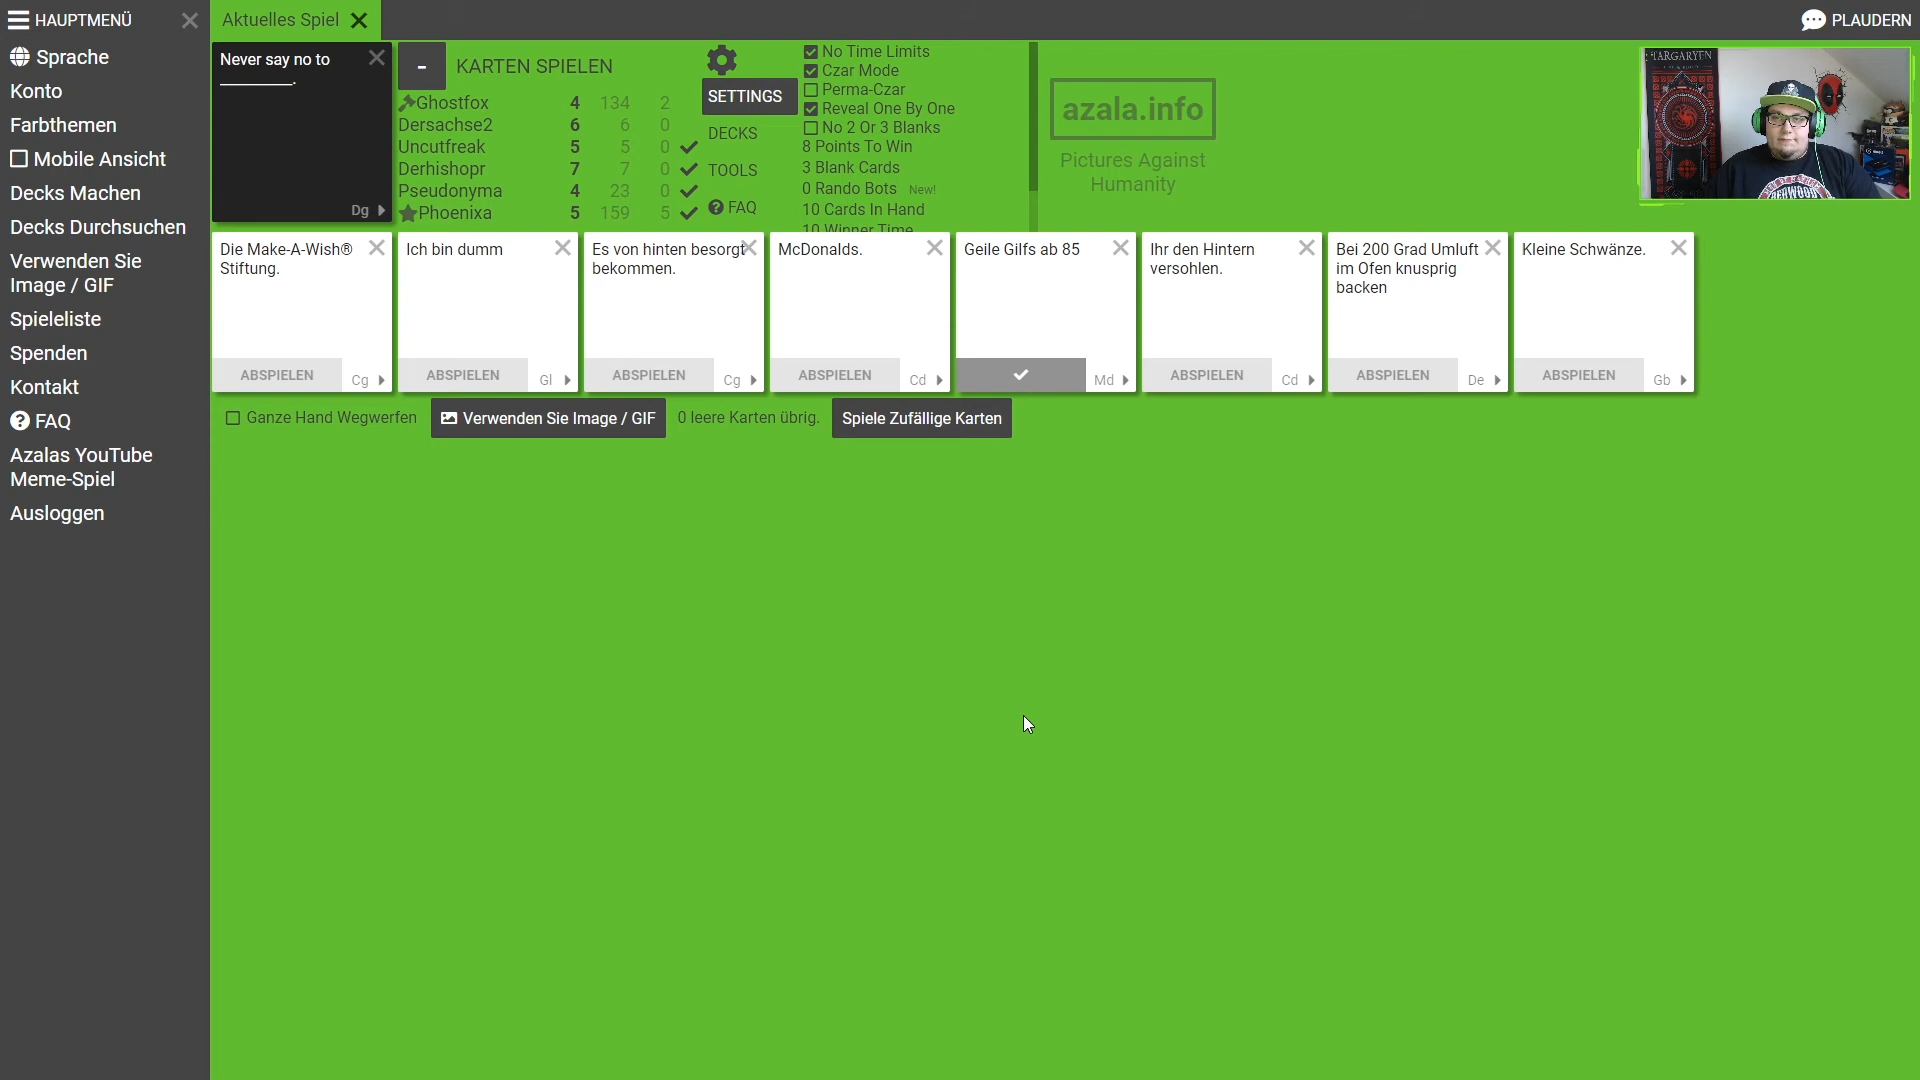 HAUPTMENÜ
Aktuelles Spiel
PLAUDERN
Sprache
Konto
Farbthemen
Mobile Ansicht
Decks Machen
Decks Durchsuchen
Verwenden Sie
Image / GIF
Spieleliste
Spenden
Kontakt
FAQ
Azalas YouTube
Meme-Spiel
Ausloggen
Never say no to
_________.
Dg
-
KARTEN SPIELEN
Ghostfox 4 134 2
Dersachse2 6 6 0
Uncutfreak 5 5 0
Derhishopr 7 7 0
Pseudonyma 4 23 0
Phoenixa 5 159 5
SETTINGS
DECKS
TOOLS
FAQ
No Time Limits
Czar Mode
Perma-Czar
Reveal One By One
No 2 Or 3 Blanks
8 Points To Win
3 Blank Cards
0 Rando Bots New!
10 Cards In Hand
10 Winner Time
azala.info
Pictures Against
Humanity
TARGARYEN
Die Make-A-Wish®
Stiftung.
ABSPIELEN
Cg
Ich bin dumm
ABSPIELEN
Gl
Es von hinten besorgt
bekommen.
ABSPIELEN
Cg
McDonalds.
ABSPIELEN
Cd
Geile Gilfs ab 85
Md
Ihr den Hintern
versohlen.
ABSPIELEN
Cd
Bei 200 Grad Umluft
im Ofen knusprig
backen
ABSPIELEN
De
Kleine Schwänze.
ABSPIELEN
Gb
Ganze Hand Wegwerfen
Verwenden Sie Image / GIF
0 leere Karten übrig.
Spiele Zufällige Karten